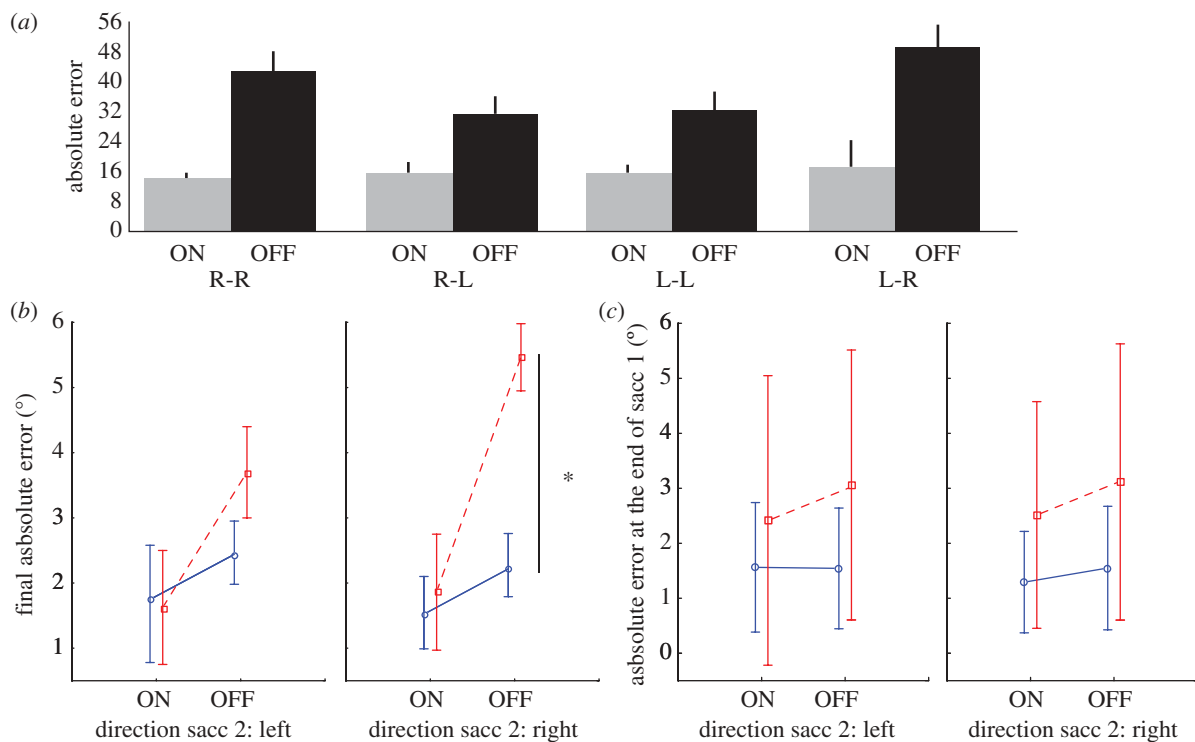 (a)
absolute error
56
48
40
32
24
16
8
0
ON OFF ON OFF ON OFF ON OFF
R-R R-L L-L L-R
(b)
final asbsolute error (°)
6
5
4
3
2
1
*
ON OFF ON OFF
direction sacc 2: left direction sacc 2: right
(c)
asbsolute error at the end of sacc 1 (º)
6
5
4
3
2
1
0
ON OFF ON OFF
direction sacc 2: left direction sacc 2: right